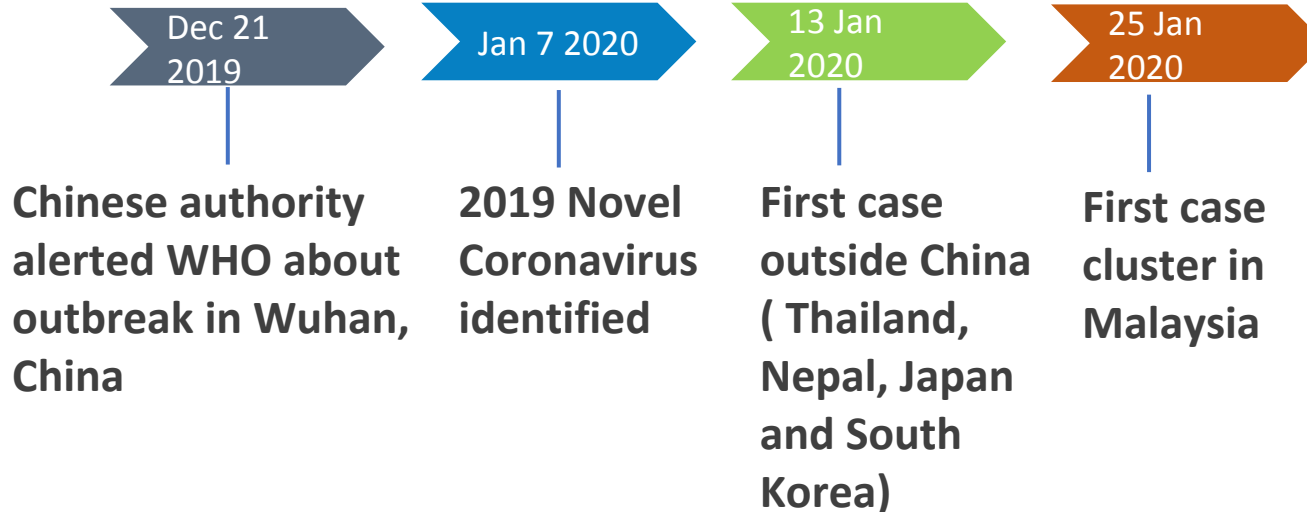 Dec 21
2019
Jan 7 2020
13 Jan
2020
25 Jan
2020
Chinese authority
alerted WHO about
outbreak in Wuhan,
China
2019 Novel
Coronavirus
identified
First case
outside China
( Thailand,
Nepal, Japan
and South
Korea)
First case
cluster in
Malaysia